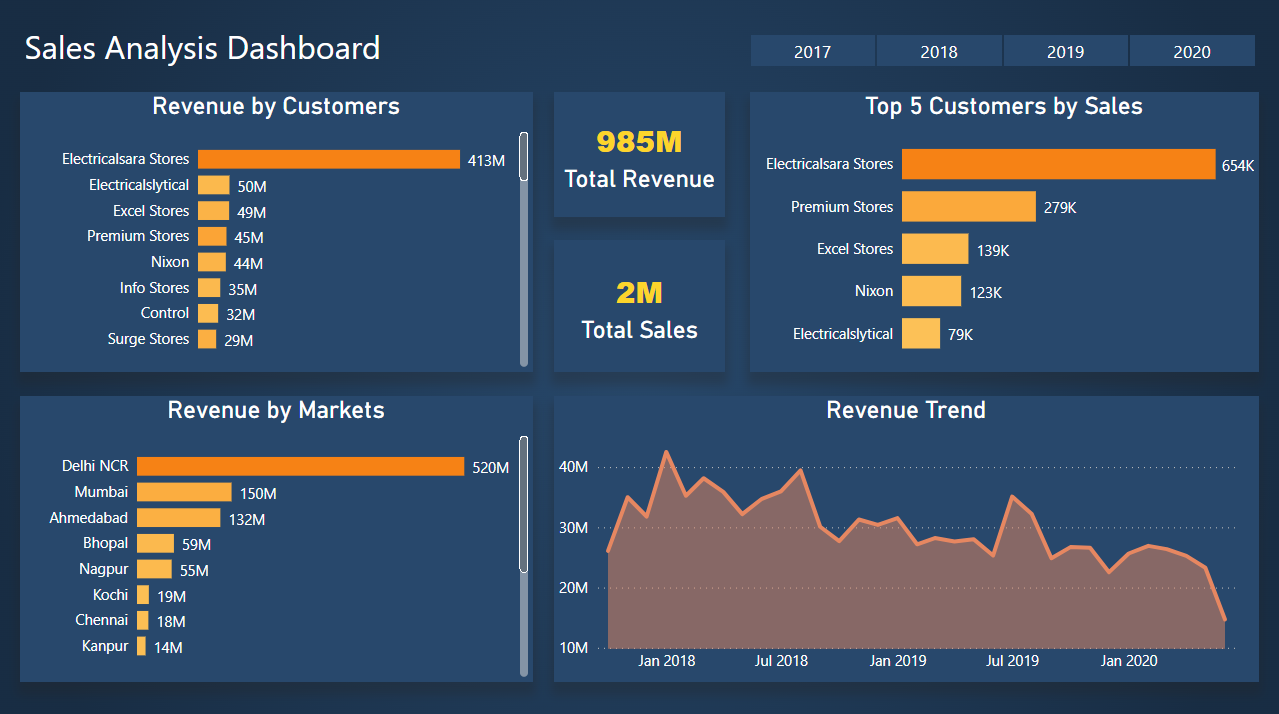 Sales Analysis Dashboard
2017 2018 2019 2020
Revenue by Customers
Electricalsara Stores 413M
Electricalslytical 50M
Excel Stores 49M
Premium Stores 45M
Nixon 44M
Info Stores 35M
Control 32M
Surge Stores 29M
985M
Total Revenue
2M
Total Sales
Top 5 Customers by Sales
Electricalsara Stores 654K
Premium Stores 279K
Excel Stores 139K
Nixon 123K
Electricalslytical 79K
Revenue by Markets
Delhi NCR 520M
Mumbai 150M
Ahmedabad 132M
Bhopal 59M
Nagpur 55M
Kochi 19M
Chennai 18M
Kanpur 14M
Revenue Trend
40M
30M
20M
10M
Jan 2018 Jul 2018 Jan 2019 Jul 2019 Jan 2020